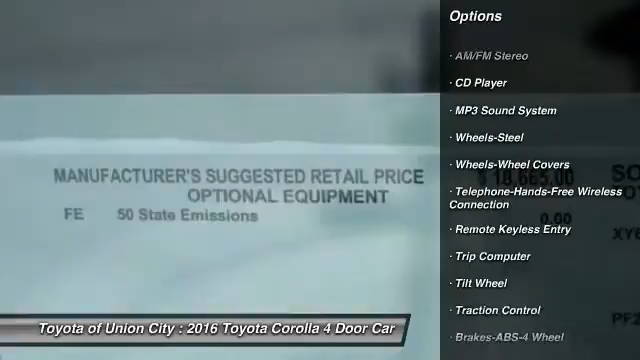 MANUFACTURER'S SUGGESTED RETAIL PRICE
OPTIONAL EQUIPMENT
FE 50 State Emissions
0.00
Options
· AM/FM Stereo
· CD Player
· MP3 Sound System
· Wheels-Steel
· Wheels-Wheel Covers
· Telephone-Hands-Free Wireless
Connection
· Remote Keyless Entry
· Trip Computer
· Tilt Wheel
· Traction Control
· Brakes-ABS-4 Wheel
Toyota of Union City : 2016 Toyota Corolla 4 Door Car